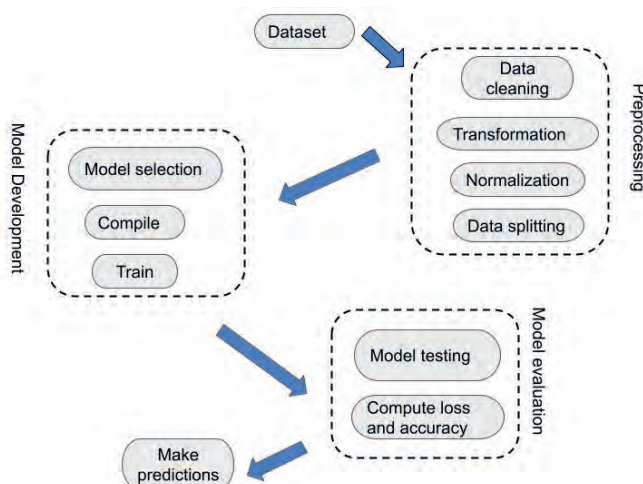 Dataset
Data
cleaning
Transformation
Normalization
Data splitting
Preprocessing
Model Development
Model selection
Compile
Train
Model testing
Compute loss
and accuracy
Model evaluation
Make
predictions